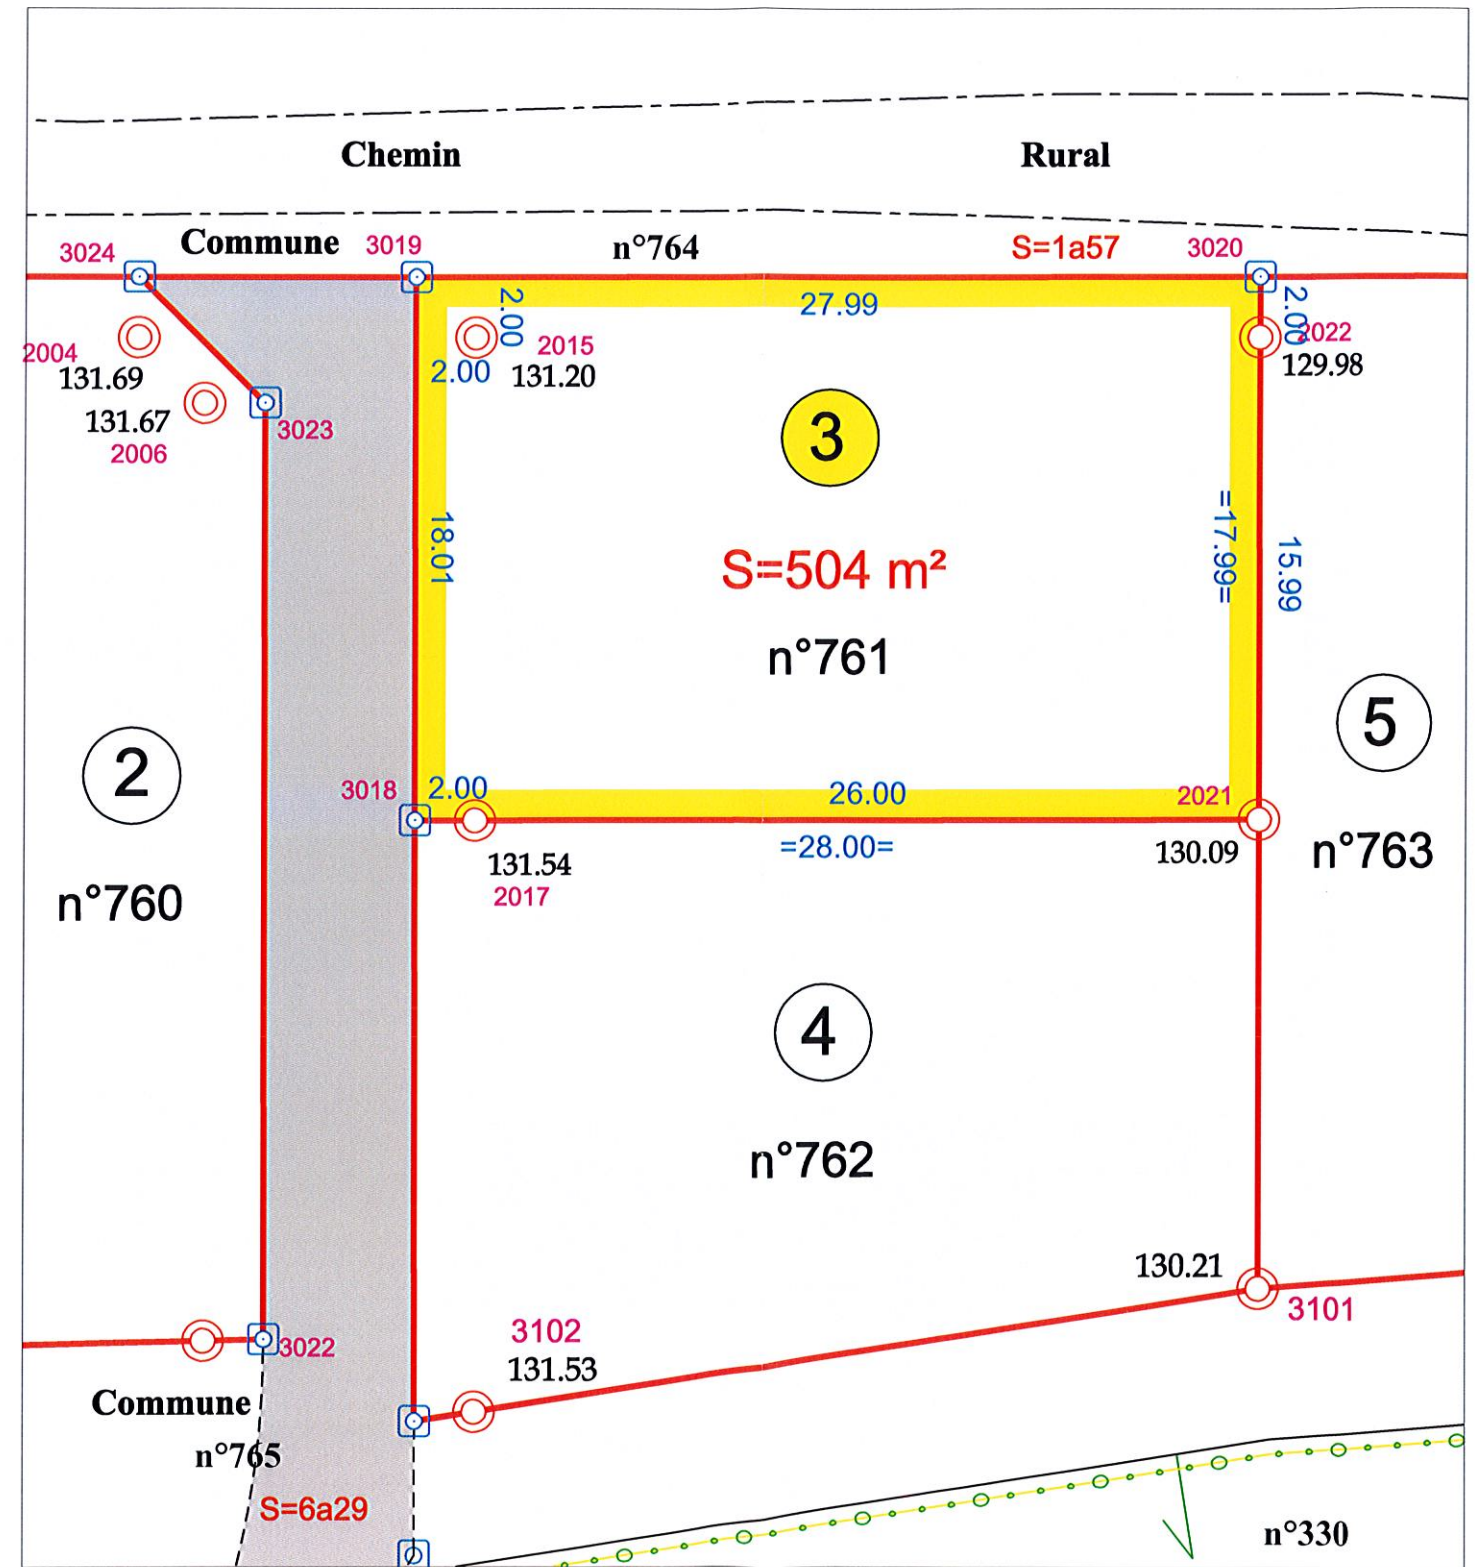 Chemin Rural
3024 Commune 3019 n°764 S=1a57 3020
27.99
2.00
2.00
2004
131.69
2015
131.20
2.00
2022
129.98
131.67
2006
3023
3
18.01
S=504 m²
=17.99=
15.99
n°761
2
5
3018 2.00 26.00 2021
=28.00=
131.54
2017
130.09
n°763
n°760
4
n°762
130.21
3101
3102
131.53
3022
Commune
n°765
S=6a29
n°330